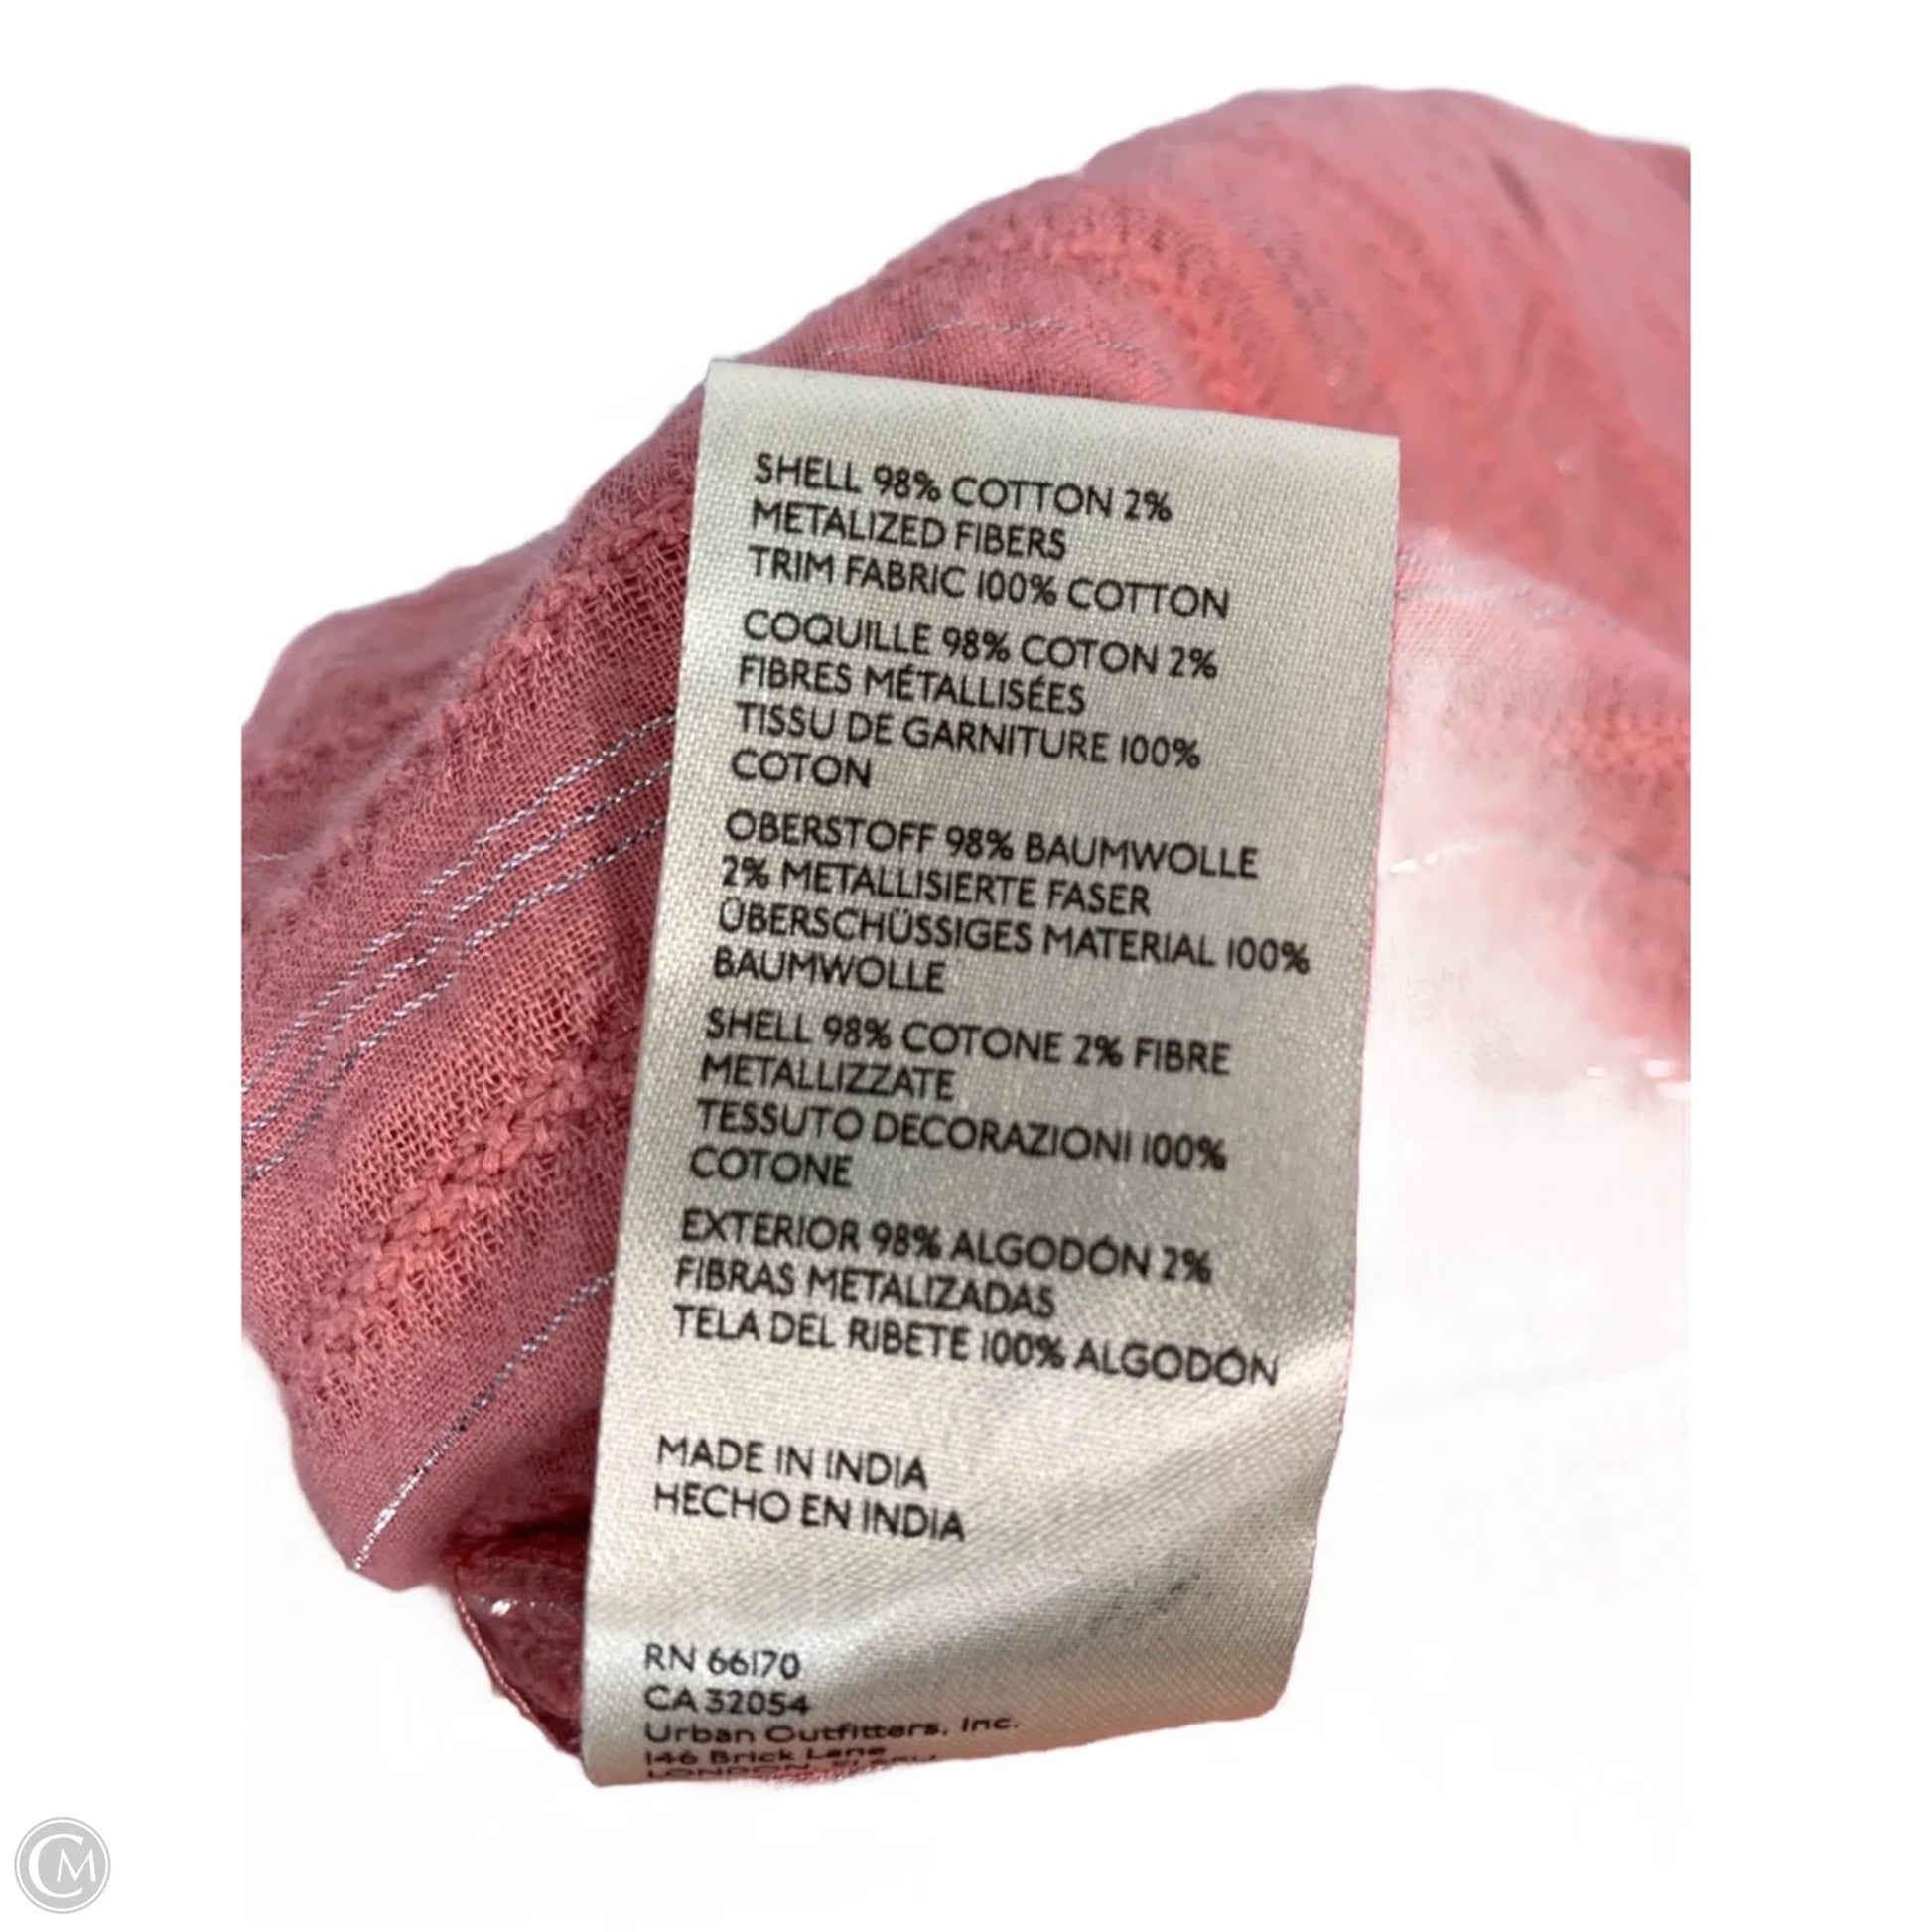 SHELL 98% COTTON 2%
METALIZED FIBERS
TRIM FABRIC 100% COTTON
COQUILLE 98% COTON 2%
FIBRES MÉTALLISÉES
TISSU DE GARNITURE 100%
COTON
OBERSTOFF 98% BAUMWOLLE
2% METALLISIERTE FASER
ÜBERSCHÜSSIGES MATERIAL 100%
BAUMWOLLE
SHELL 98% COTONE 2% FIBRE
METALLIZZATE
TESSUTO DECORAZIONI 100%
COTONE
EXTERIOR 98% ALGODÓN 2%
FIBRAS METALIZADAS
TELA DEL RIBETE 100% ALGODÓN
MADE IN INDIA
HECHO EN INDIA
RN 66170
CA 32054
Urban Outfitters, Inc.
146 Brick Lane
LONDON,
CM